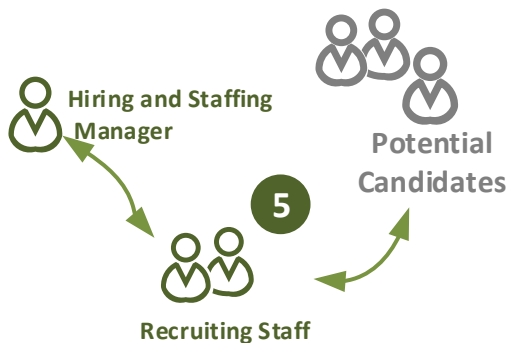 Hiring and Staffing
Manager
Potential
Candidates
5
Recruiting Staff